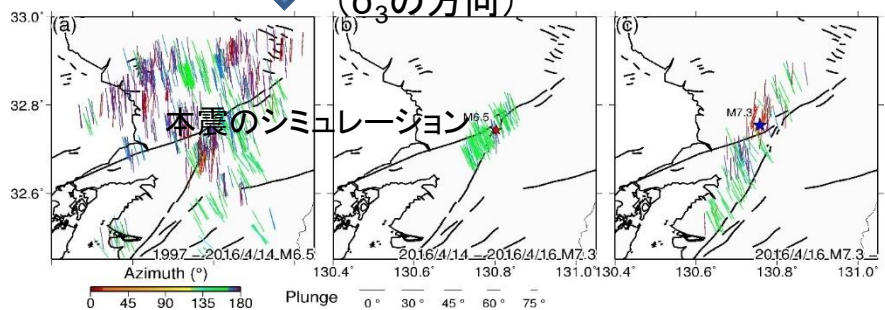 (σ3の方向)
33.0°
(a)
(b)
(c)
32.8°
32.6°
本震のシミュレーション
M6.5
M7.3
1997 – 2016/4/14,M6.5
2016/4/14 – 2016/4/16,M7.3
2016/4/16,M7.3 –
130.4°
130.6°
130.8°
131.0°
130.4°
130.6°
130.8°
131.0°
Azimuth (°)
0 45 90 135 180
Plunge
0 ° 30 ° 45 ° 60 ° 75 °